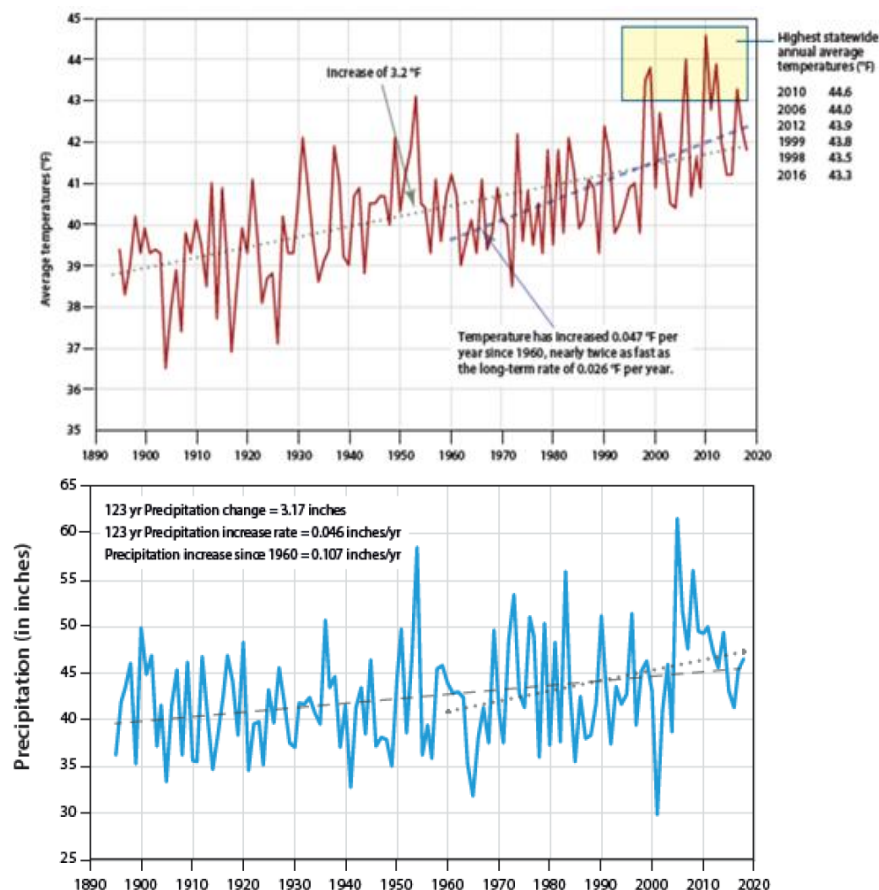 45
44
43
42
41
40
39
38
37
36
35
Average temperatures (°F)
Increase of 3.2 °F
Highest statewide
annual average
temperatures (°F)
2010 44.6
2006 44.0
2012 43.9
1999 43.8
1998 43.5
2016 43.3
Temperature has increased 0.047 °F per
year since 1960, nearly twice as fast as
the long-term rate of 0.026 °F per year.
1890 1900 1910 1920 1930 1940 1950 1960 1970 1980 1990 2000 2010 2020
65
60
55
50
45
40
35
30
25
Precipitation (in inches)
123 yr Precipitation change = 3.17 inches
123 yr Precipitation increase rate = 0.046 inches/yr
Precipitation increase since 1960 = 0.107 inches/yr
1890 1900 1910 1920 1930 1940 1950 1960 1970 1980 1990 2000 2010 2020